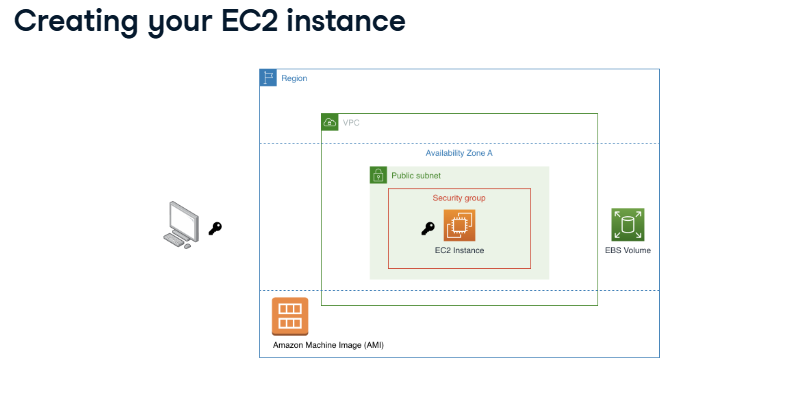 Creating your EC2 instance
Region
VPC
Availability Zone A
Public subnet
Security group
EC2 Instance
EBS Volume
Amazon Machine Image (AMI)